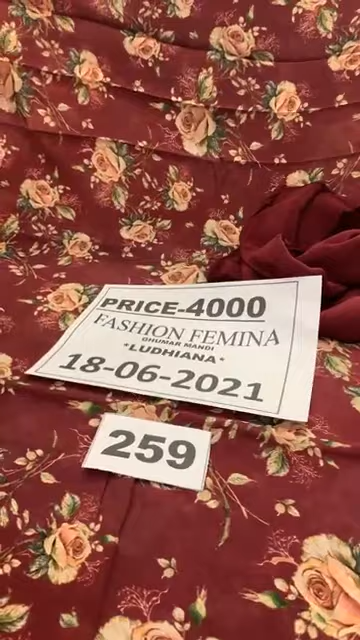 PRICE-4000
FASHION FEMINA
GHUMAR MANDI
*LUDHIANA*
18-06-2021
259